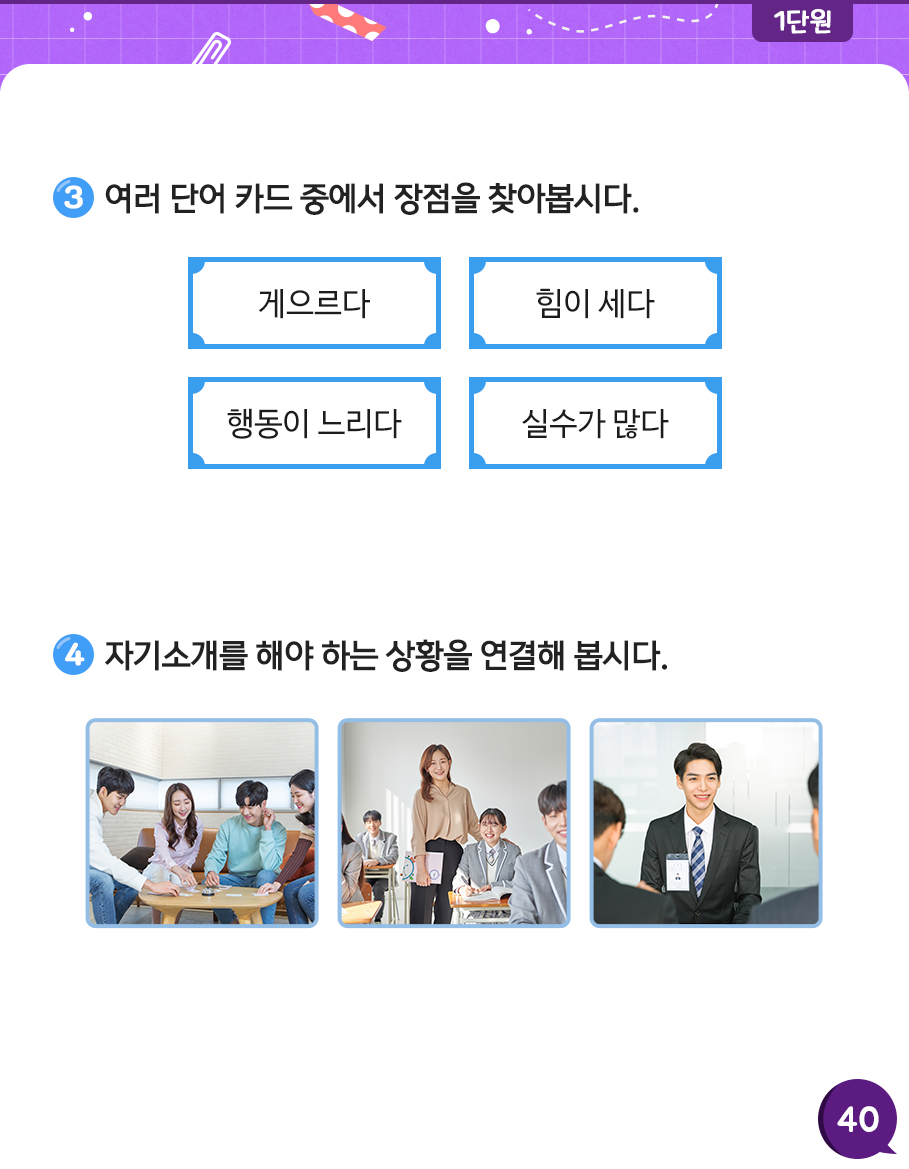 1단원
3 여러 단어 카드 중에서 장점을 찾아봅시다.
게으르다
힘이 세다
행동이 느리다
실수가 많다
4 자기소개를 해야 하는 상황을 연결해 봅시다.
40